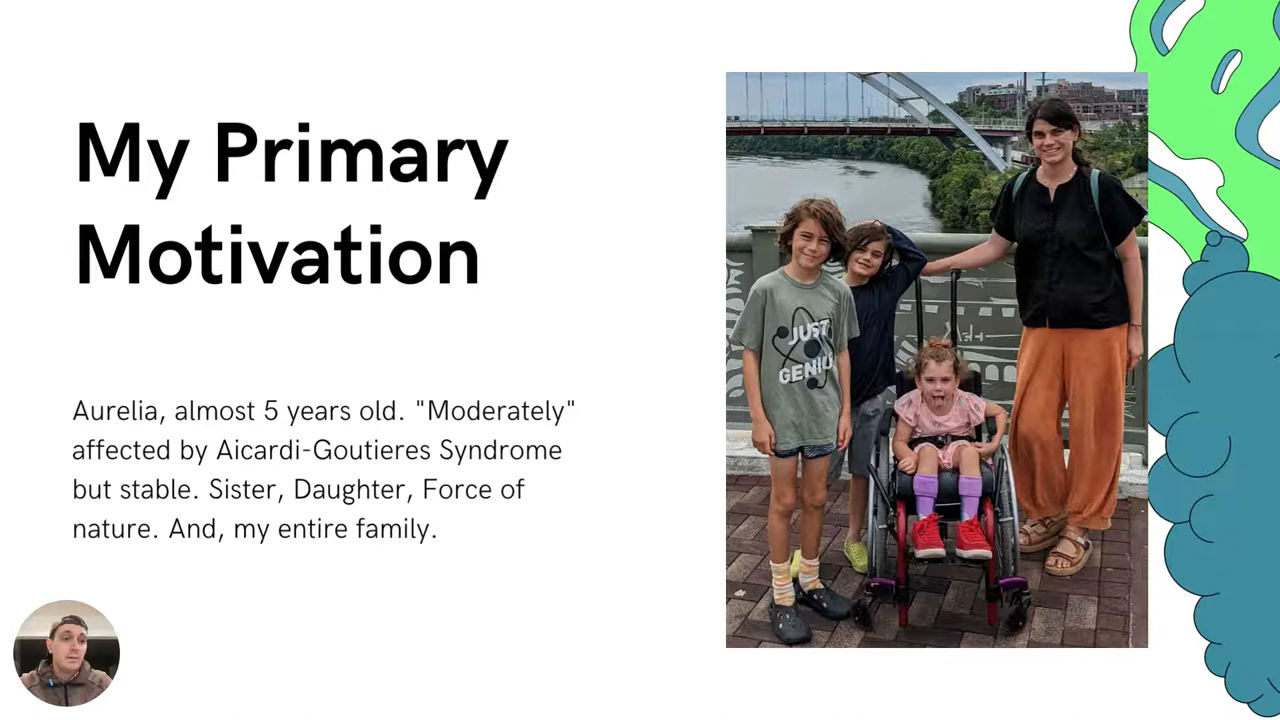 My Primary
Motivation
Aurelia, almost 5 years old. "Moderately"
affected by Aicardi-Goutieres Syndrome
but stable. Sister, Daughter, Force of
nature. And, my entire family.
JUST
GENIU